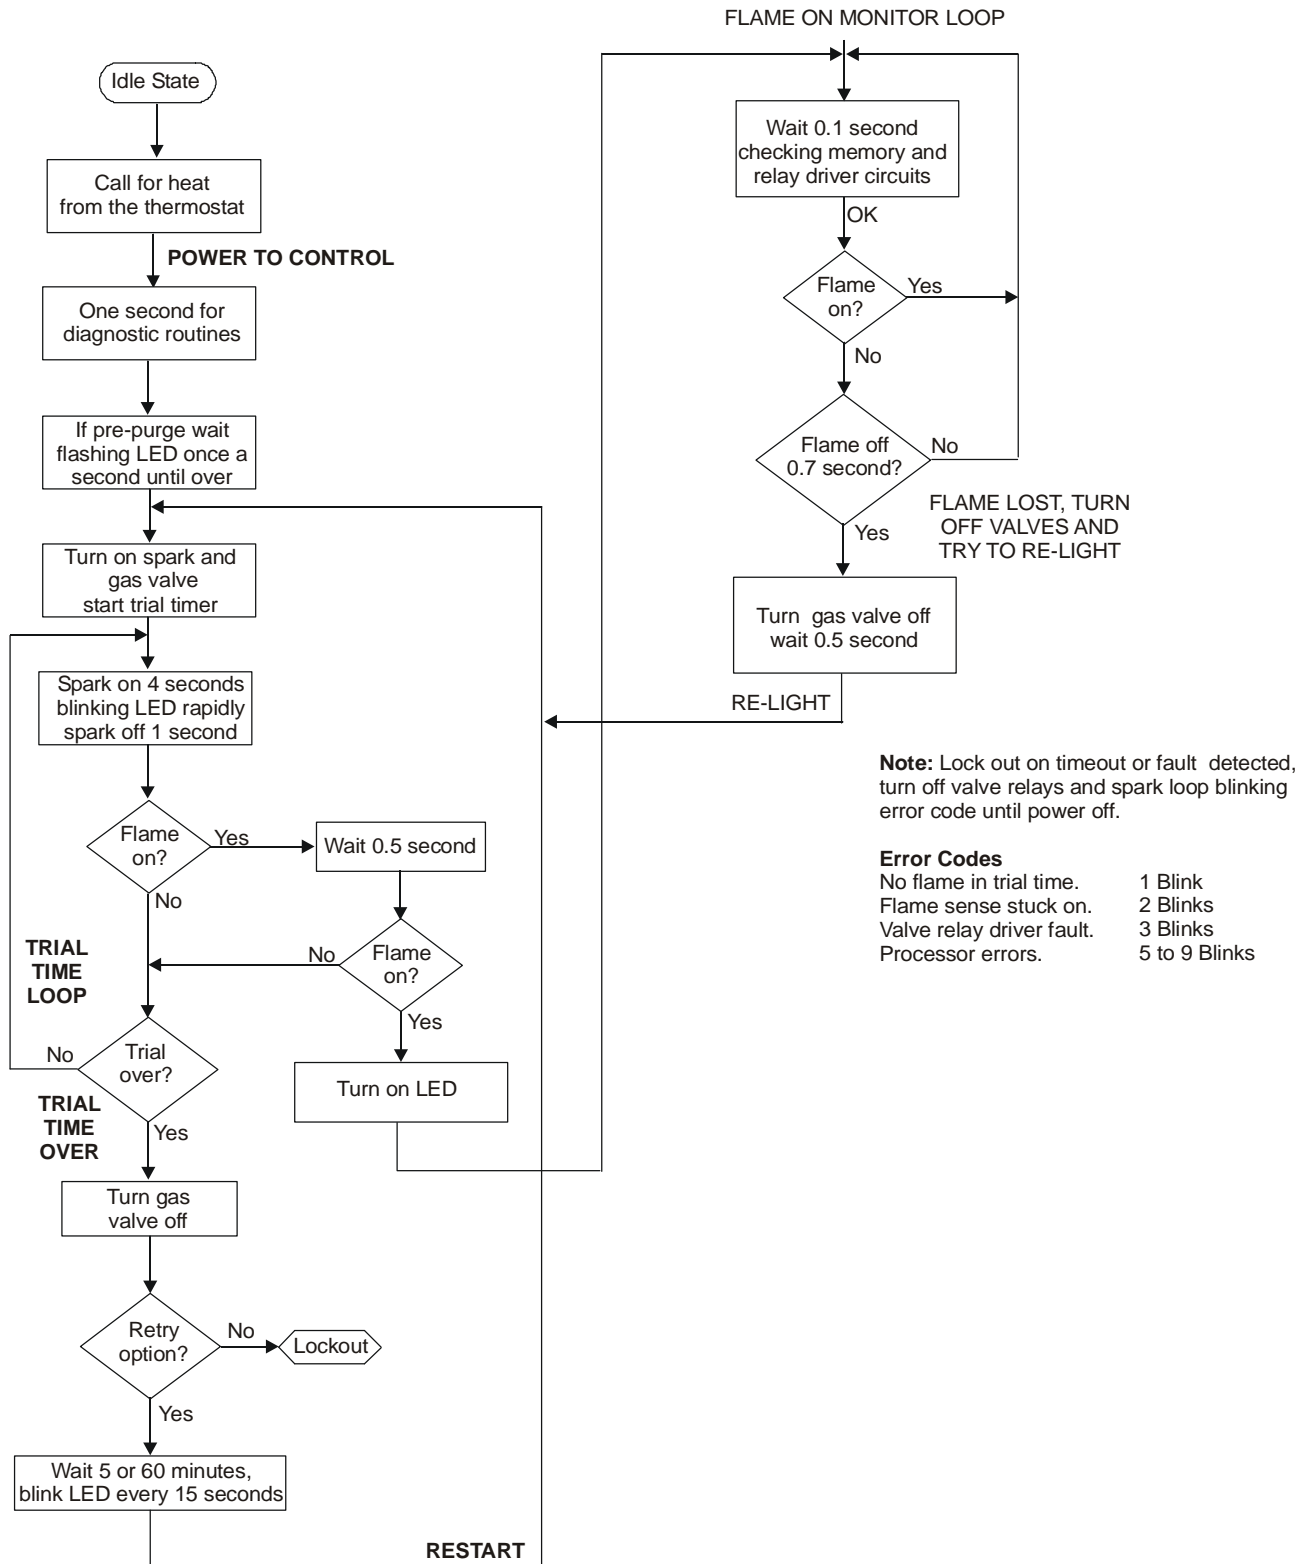 FLAME ON MONITOR LOOP
Idle State
Call for heat
from the thermostat
POWER TO CONTROL
One second for
diagnostic routines
If pre-purge wait
flashing LED once a
second until over
Turn on spark and
gas valve
start trial timer
Spark on 4 seconds
blinking LED rapidly
spark off 1 second
Flame
on?
Yes
No
Wait 0.5 second
Flame
on?
No
Yes
TRIAL
TIME
LOOP
Trial
over?
No
Yes
Turn on LED
TRIAL
TIME
OVER
Turn gas
valve off
Retry
option?
No
Lockout
Yes
Wait 5 or 60 minutes,
blink LED every 15 seconds
RESTART
Wait 0.1 second
checking memory and
relay driver circuits
OK
Flame
on?
Yes
No
Flame off
0.7 second?
No
Yes
FLAME LOST, TURN
OFF VALVES AND
TRY TO RE-LIGHT
Turn gas valve off
wait 0.5 second
RE-LIGHT
Note: Lock out on timeout or fault detected,
turn off valve relays and spark loop blinking
error code until power off.
Error Codes
No flame in trial time. 1 Blink
Flame sense stuck on. 2 Blinks
Valve relay driver fault. 3 Blinks
Processor errors. 5 to 9 Blinks